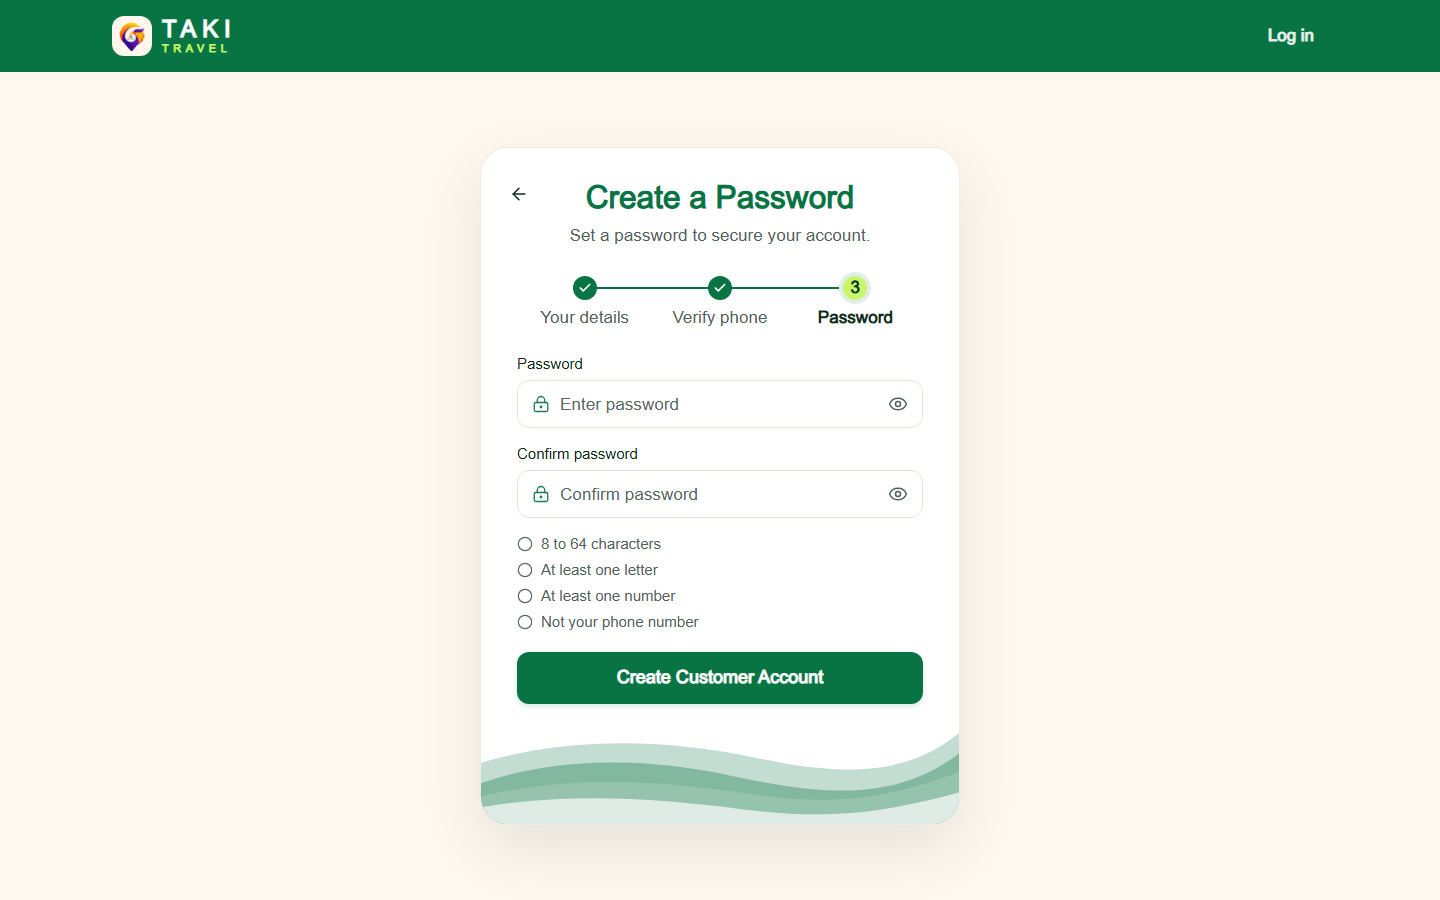 TAKI
TRAVEL
Log in
Create a Password
Set a password to secure your account.
3
Your details
Verify phone
Password
Password
Enter password
Confirm password
Confirm password
8 to 64 characters
At least one letter
At least one number
Not your phone number
Create Customer Account